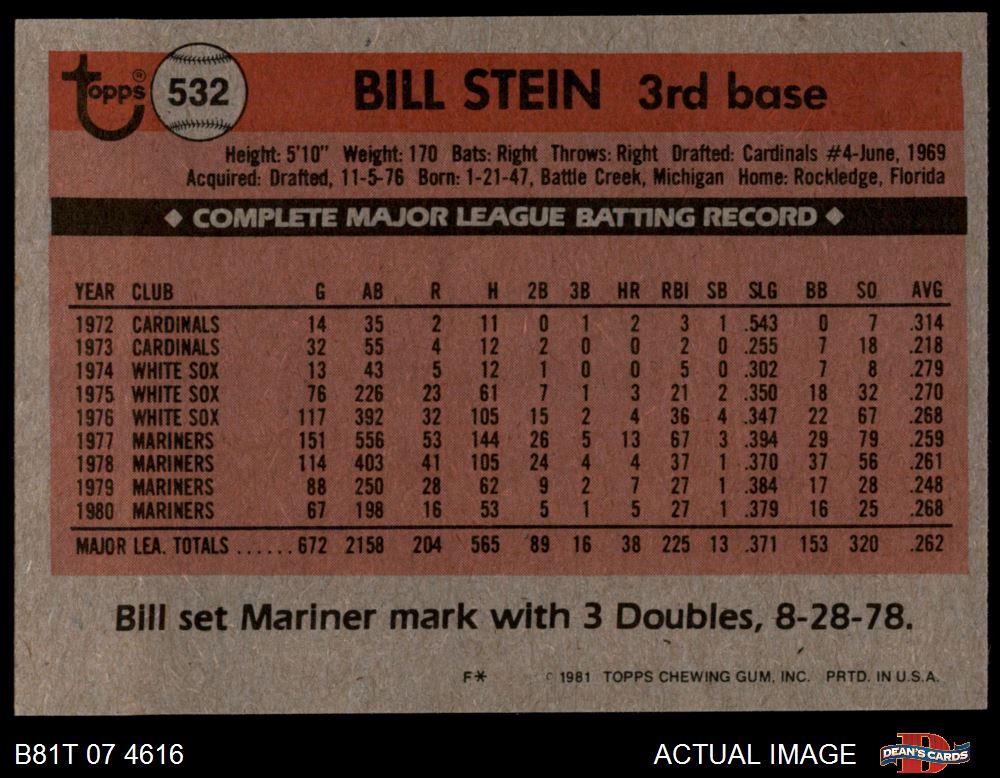 topps® 532 BILL STEIN 3rd base
Height: 5'10" Weight: 170 Bats: Right Throws: Right Drafted: Cardinals #4-June, 1969
Acquired: Drafted, 11-5-76 Born: 1-21-47, Battle Creek, Michigan Home: Rockledge, Florida
◆ COMPLETE MAJOR LEAGUE BATTING RECORD ◆
YEAR CLUB G AB R H 2B 3B HR RBI SB SLG BB SO AVG
1972 CARDINALS 14 35 2 11 0 1 2 3 1 .543 0 7 .314
1973 CARDINALS 32 55 4 12 2 0 0 2 0 .255 7 18 .218
1974 WHITE SOX 13 43 5 12 1 0 0 5 0 .302 7 8 .279
1975 WHITE SOX 76 226 23 61 7 1 3 21 2 .350 18 32 .270
1976 WHITE SOX 117 392 32 105 15 2 4 36 4 .347 22 67 .268
1977 MARINERS 151 556 53 144 26 5 13 67 3 .394 29 79 .259
1978 MARINERS 114 403 41 105 24 4 4 37 1 .370 37 56 .261
1979 MARINERS 88 250 28 62 9 2 7 27 1 .384 17 28 .248
1980 MARINERS 67 198 16 53 5 1 5 27 1 .379 16 25 .268
MAJOR LEA. TOTALS ...... 672 2158 204 565 89 16 38 225 13 .371 153 320 .262
Bill set Mariner mark with 3 Doubles, 8-28-78.
F* © 1981 TOPPS CHEWING GUM, INC. PRTD. IN U.S.A.
B81T 07 4616 ACTUAL IMAGE DEAN'S CARDS